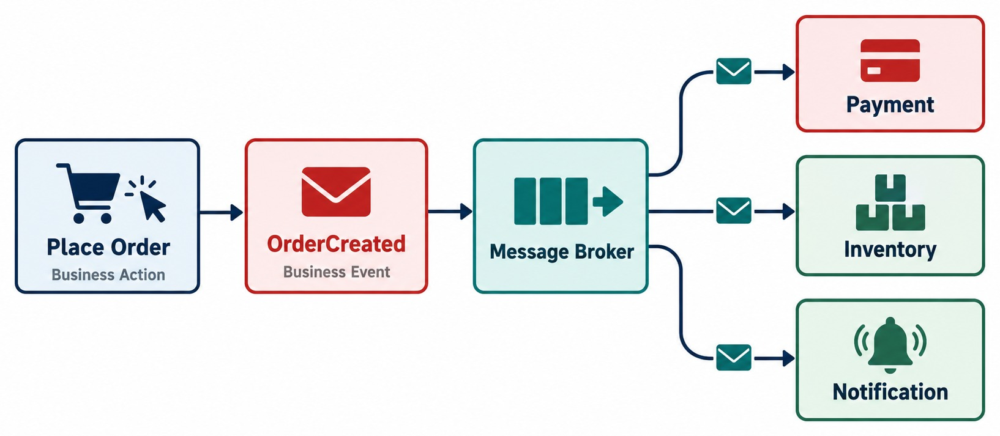 Place Order
Business Action
OrderCreated
Business Event
Message Broker
Payment
Inventory
Notification